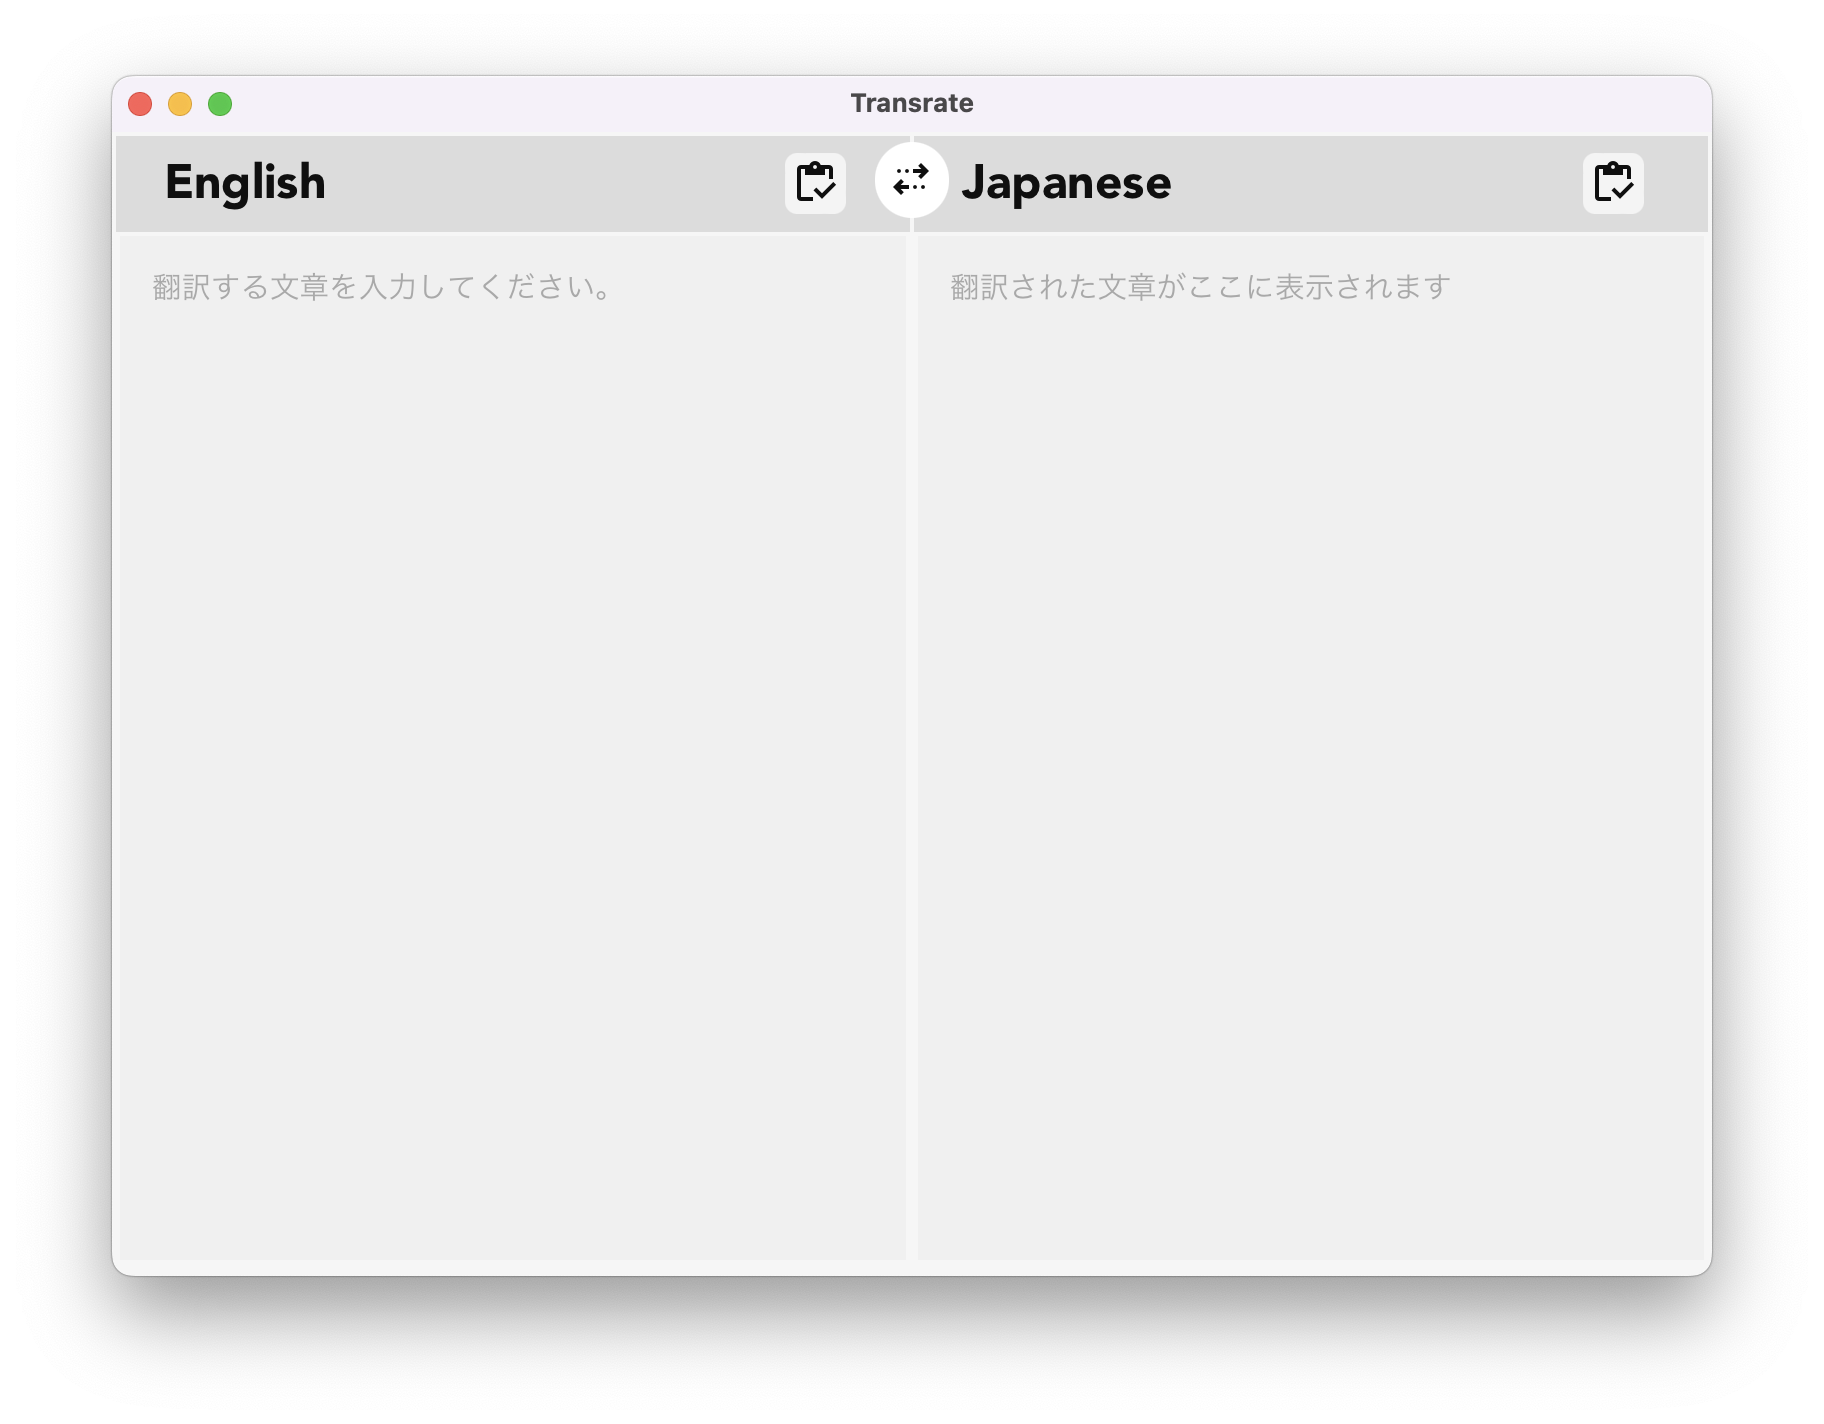 Transrate
English
Japanese
翻訳する文章を入力してください。
翻訳された文章がここに表示されます